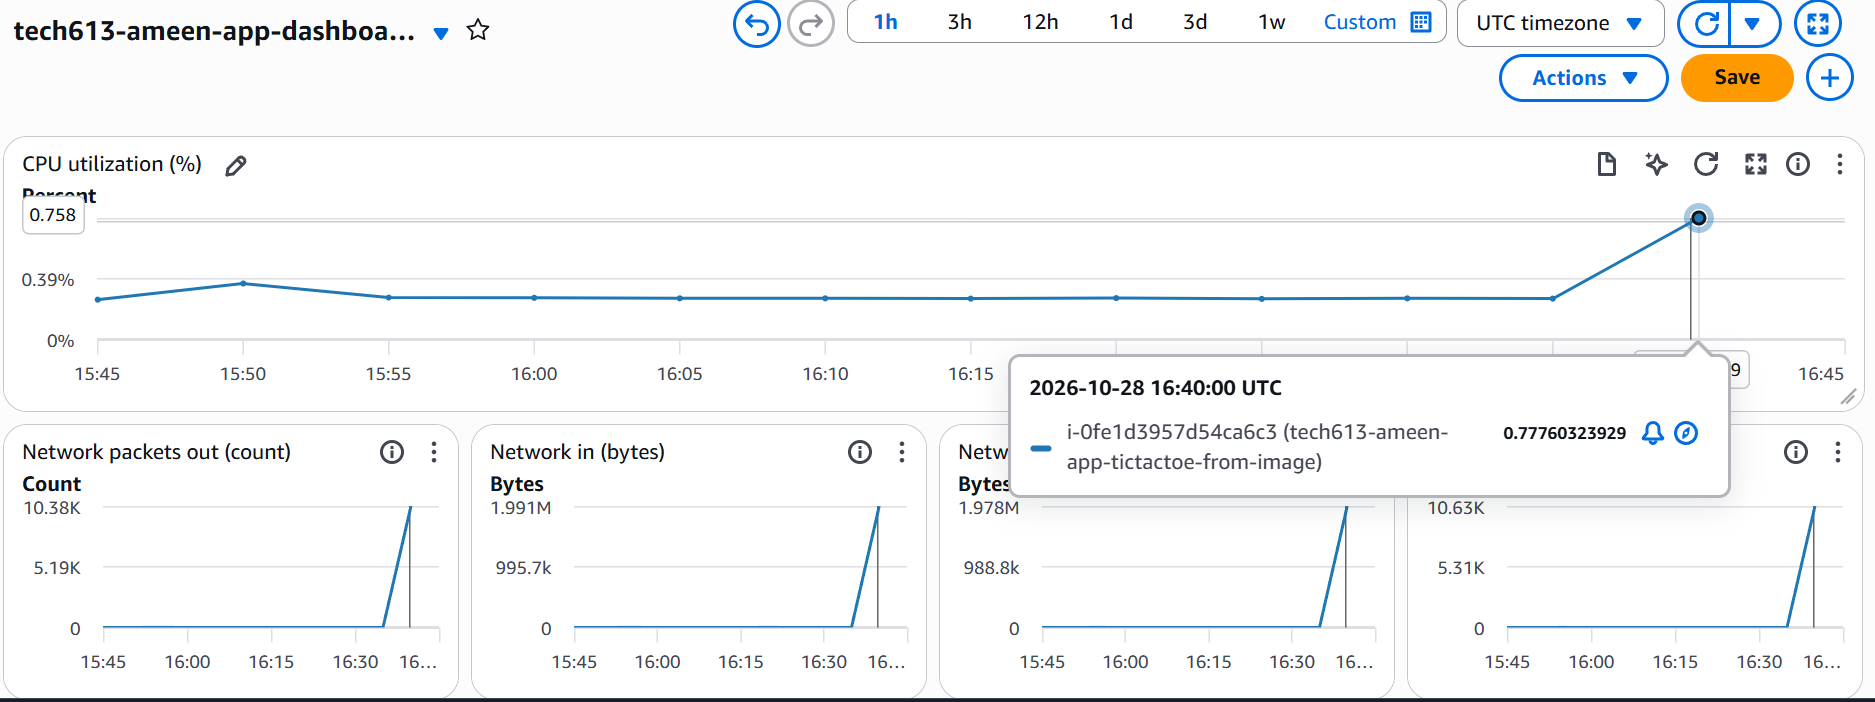 tech613-ameen-app-dashboa...
1h 3h 12h 1d 3d 1w Custom UTC timezone
Actions Save
CPU utilization (%)
Percent
0.758
0.39%
0%
15:45 15:50 15:55 16:00 16:05 16:10 16:15 9 16:45
2026-10-28 16:40:00 UTC
i-0fe1d3957d54ca6c3 (tech613-ameen-
app-tictactoe-from-image)
0.77760323929
Network packets out (count)
Count
10.38K
5.19K
0
15:45 16:00 16:15 16:30 16...
Network in (bytes)
Bytes
1.991M
995.7k
0
15:45 16:00 16:15 16:30 16...
Netw
Bytes
1.978M
988.8k
0
15:45 16:00 16:15 16:30 16...
10.63K
5.31K
0
15:45 16:00 16:15 16:30 16...